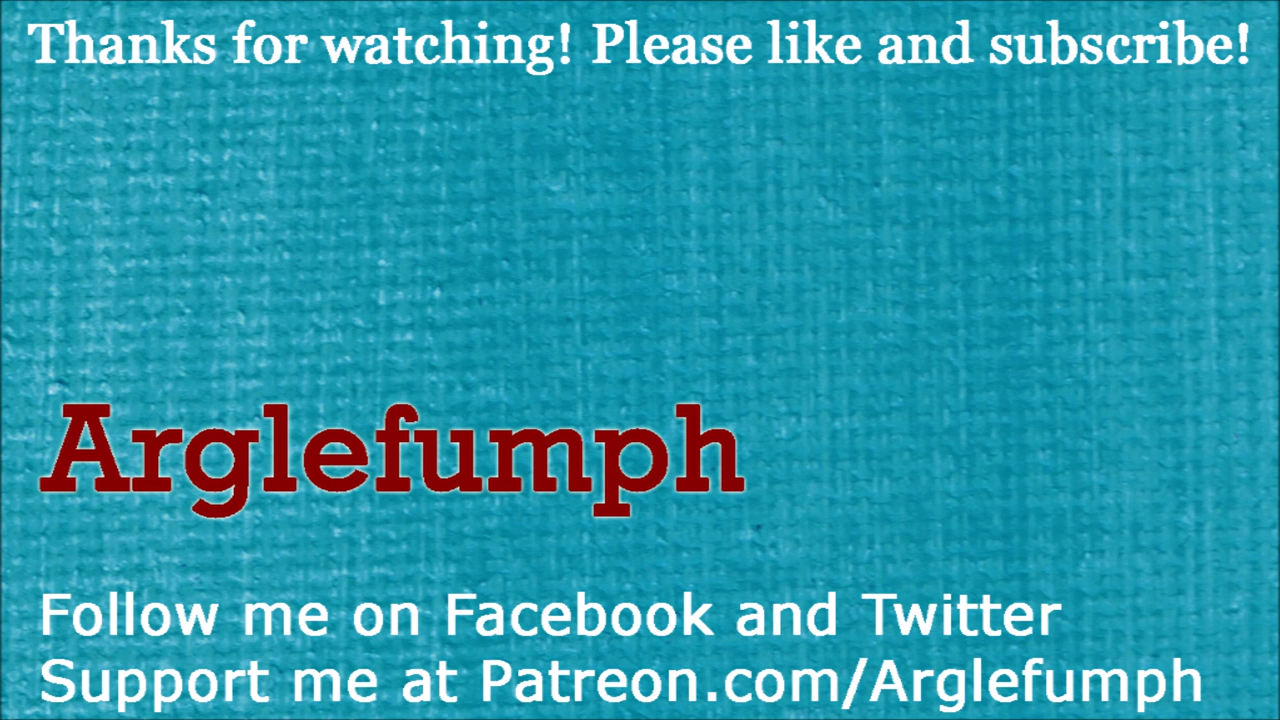 Thanks for watching! Please like and subscribe!
Arglefumph
Follow me on Facebook and Twitter
Support me at Patreon.com/Arglefumph